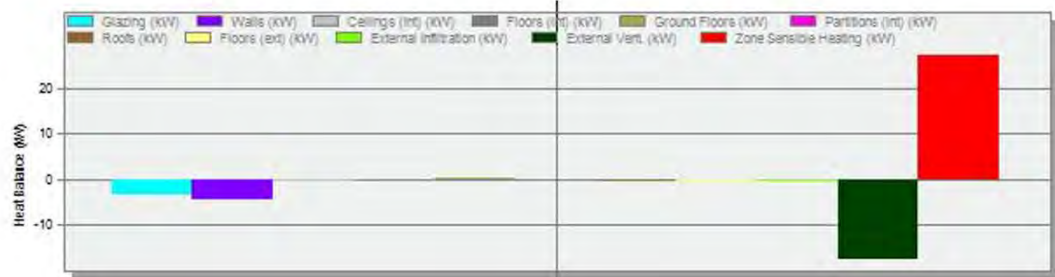 Glazing (kW) Walls (kW) Ceilings (int) (kW) Floors (int) (kW) Ground Floors (kW) Partitions (int) (kW)
Roofs (kW) Floors (ext) (kW) External Infiltration (kW) External Vent. (kW) Zone Sensible Heating (kW)
Heat Balance (kW)
20
10
0
-10